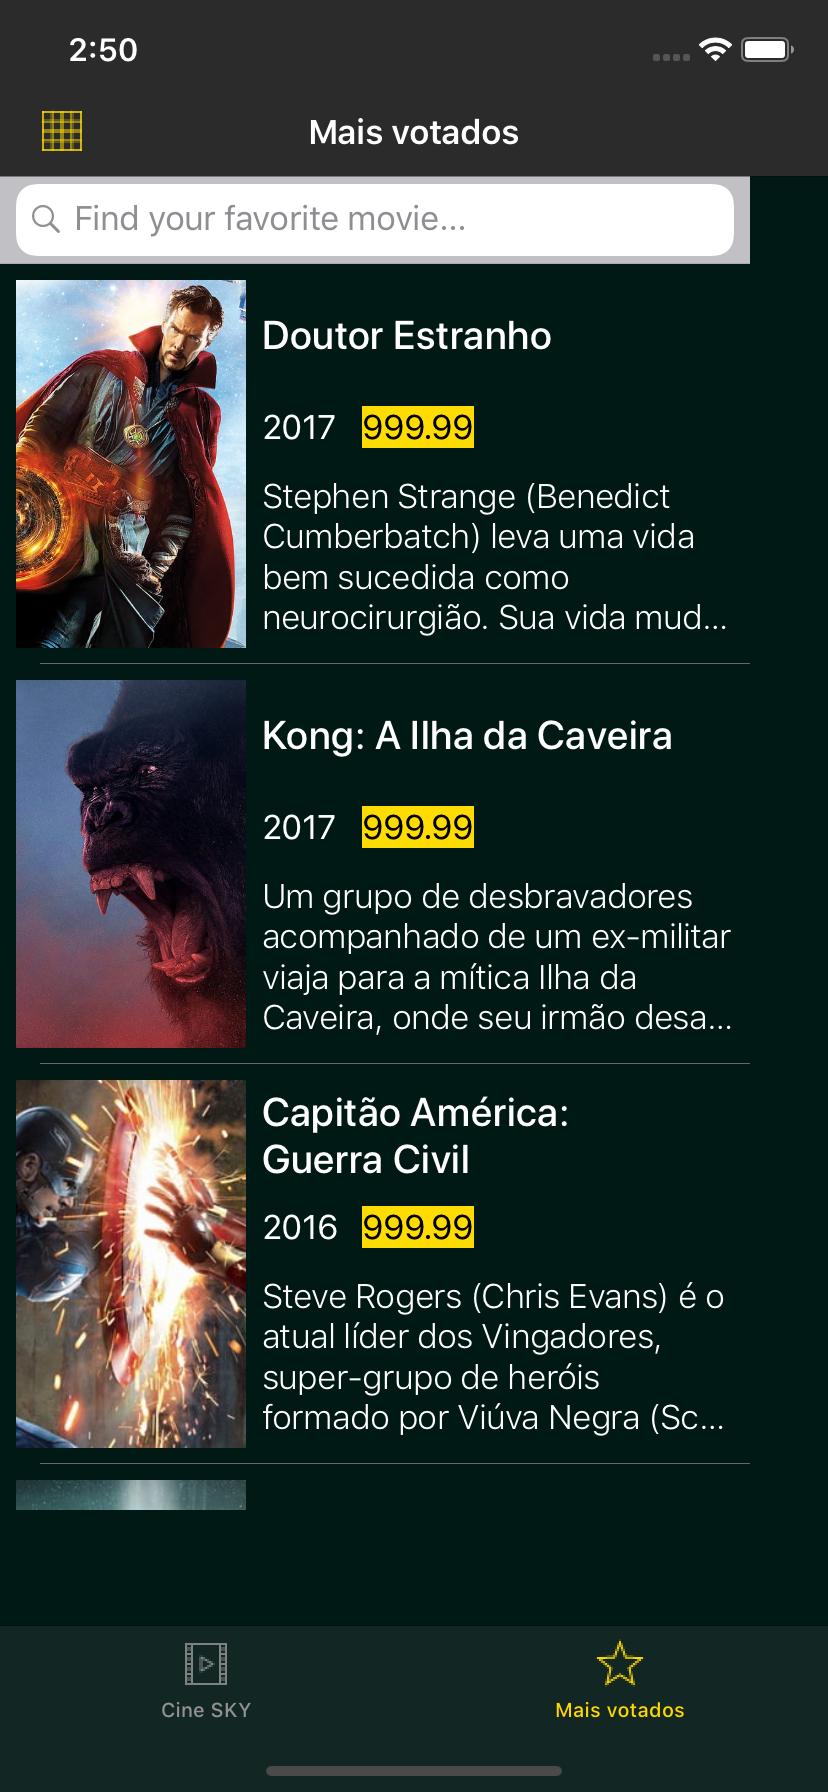 2:50
Mais votados
Find your favorite movie...
Doutor Estranho
2017 999.99
Stephen Strange (Benedict
Cumberbatch) leva uma vida
bem sucedida como
neurocirurgião. Sua vida mud...
Kong: A Ilha da Caveira
2017 999.99
Um grupo de desbravadores
acompanhado de um ex-militar
viaja para a mítica Ilha da
Caveira, onde seu irmão desa...
Capitão América:
Guerra Civil
2016 999.99
Steve Rogers (Chris Evans) é o
atual líder dos Vingadores,
super-grupo de heróis
formado por Viúva Negra (Sc...
Cine SKY
Mais votados